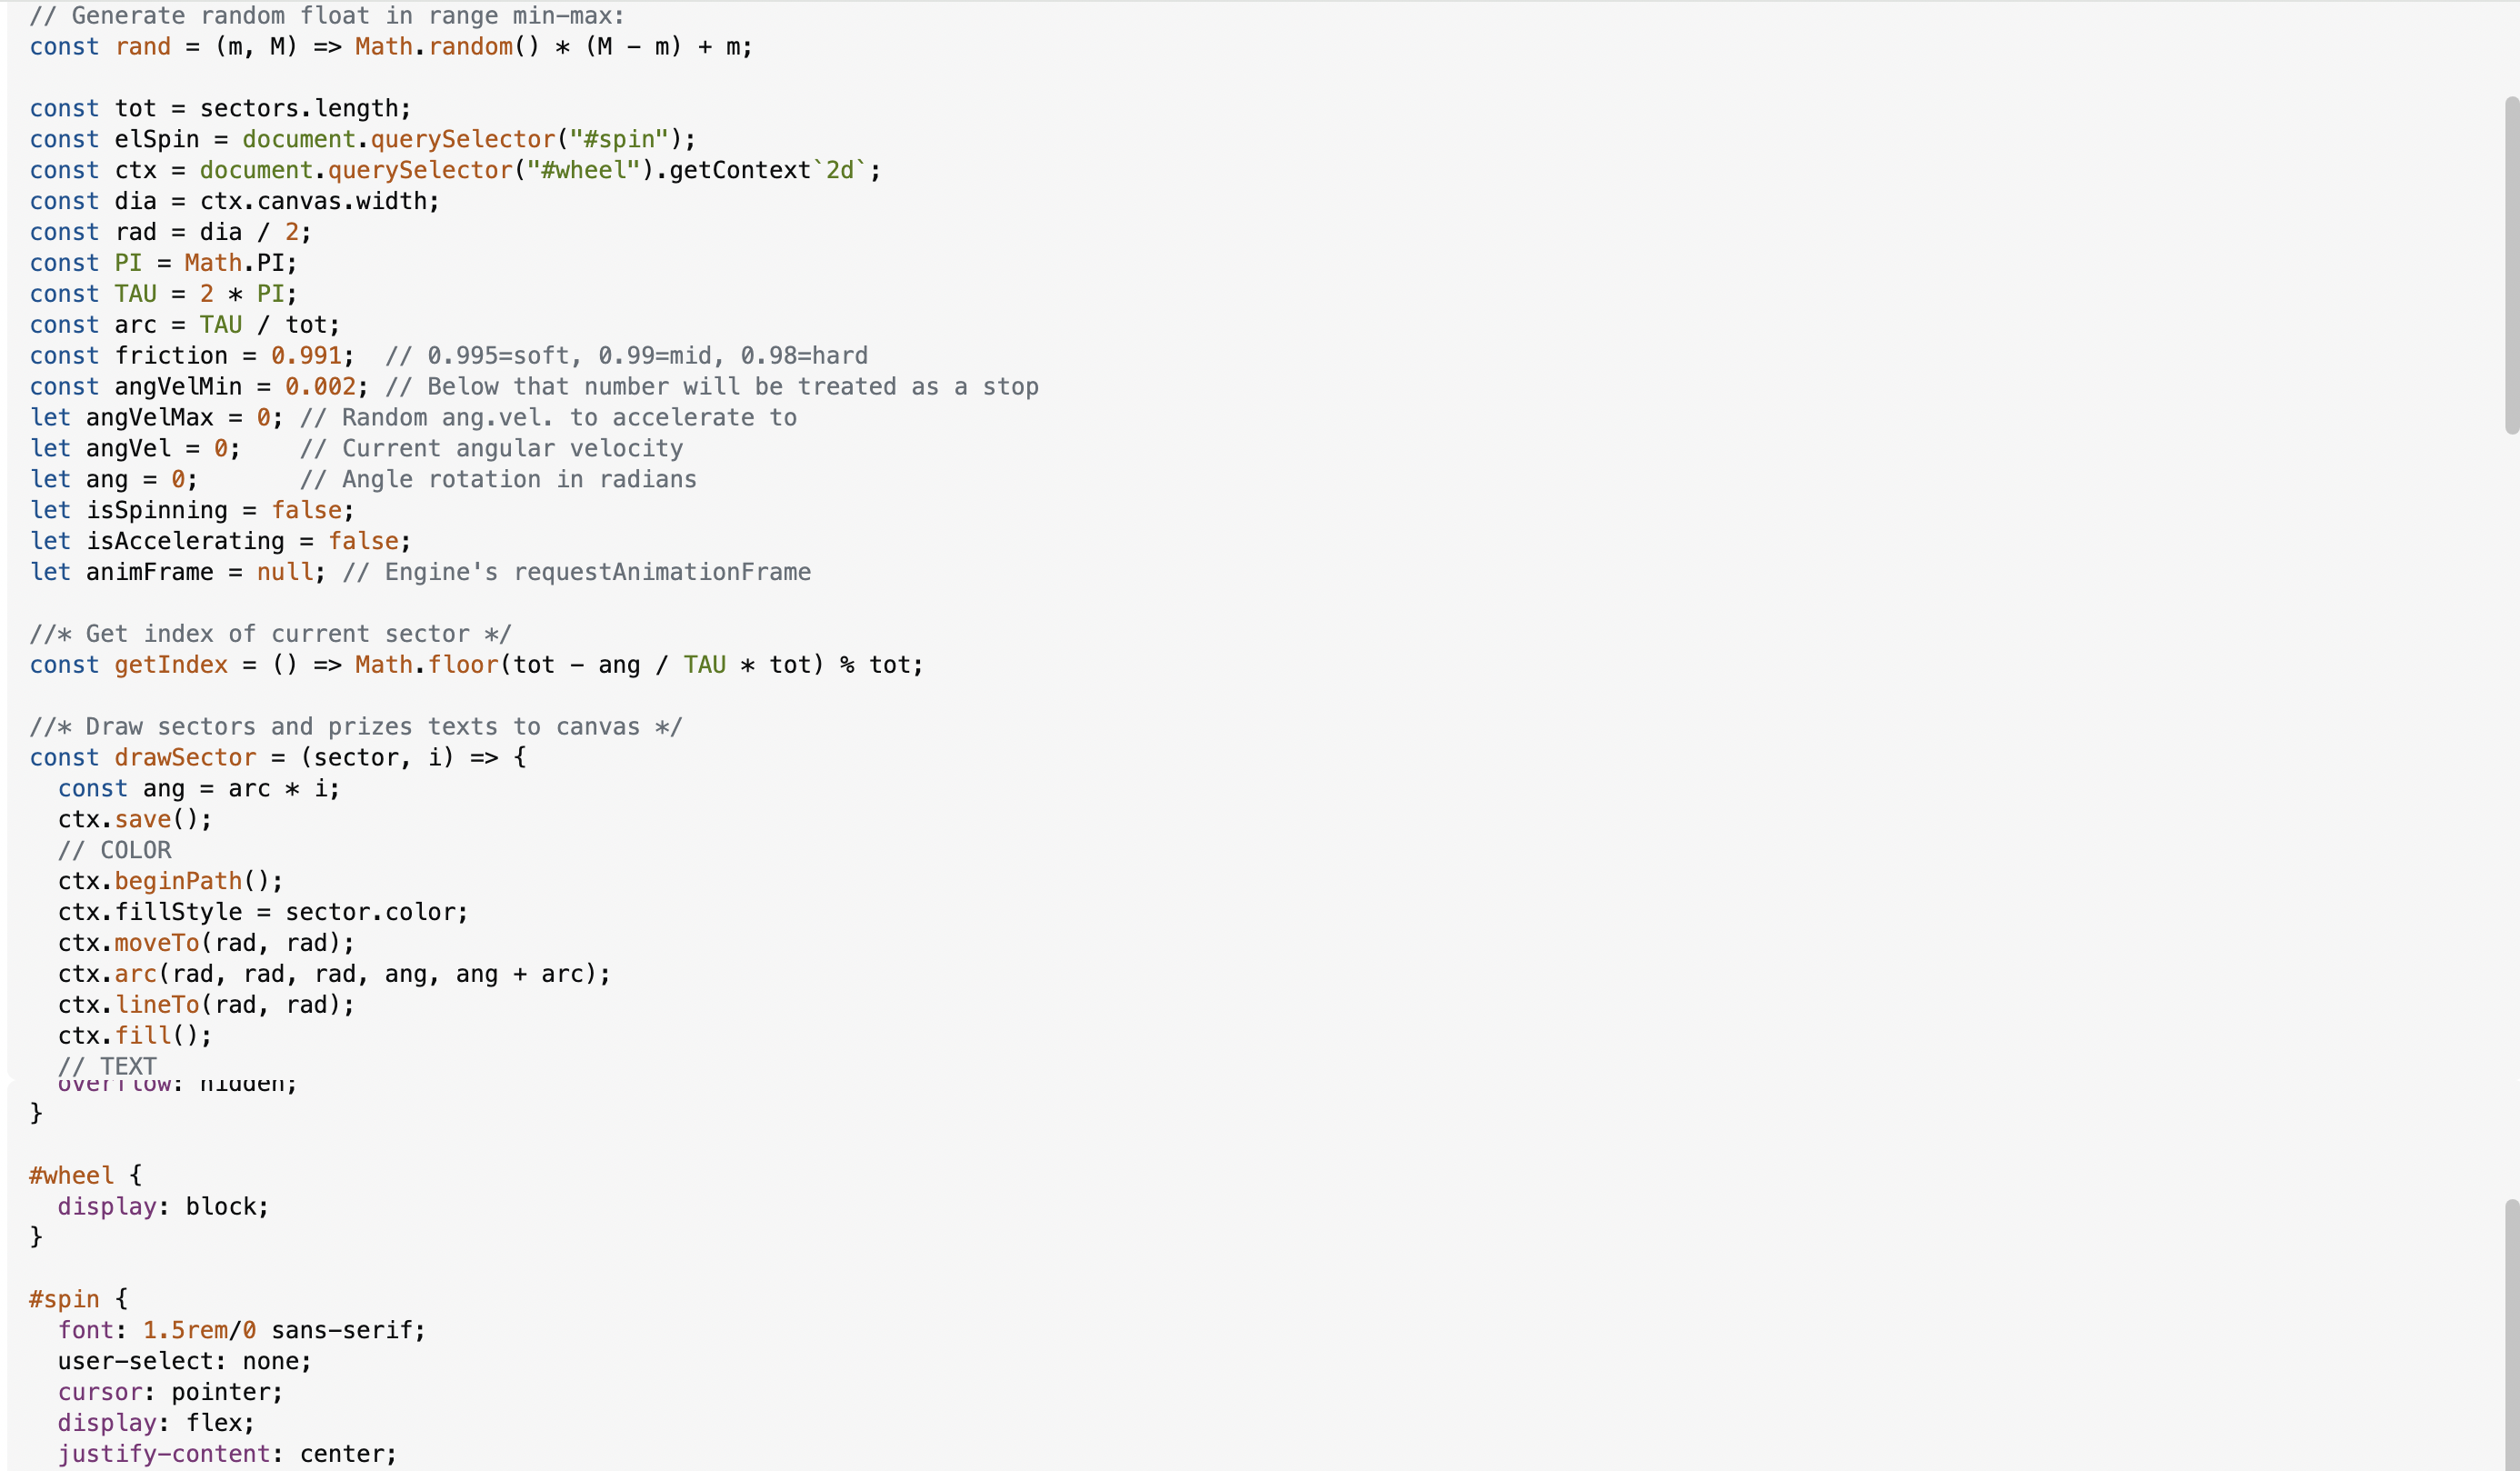 // Generate random float in range min-max:
const rand = (m, M) => Math.random() * (M - m) + m;

const tot = sectors.length;
const elSpin = document.querySelector("#spin");
const ctx = document.querySelector("#wheel").getContext`2d`;
const dia = ctx.canvas.width;
const rad = dia / 2;
const PI = Math.PI;
const TAU = 2 * PI;
const arc = TAU / tot;
const friction = 0.991;  // 0.995=soft, 0.99=mid, 0.98=hard
const angVelMin = 0.002; // Below that number will be treated as a stop
let angVelMax = 0; // Random ang.vel. to accelerate to
let angVel = 0;    // Current angular velocity
let ang = 0;       // Angle rotation in radians
let isSpinning = false;
let isAccelerating = false;
let animFrame = null; // Engine's requestAnimationFrame

//* Get index of current sector */
const getIndex = () => Math.floor(tot - ang / TAU * tot) % tot;

//* Draw sectors and prizes texts to canvas */
const drawSector = (sector, i) => {
  const ang = arc * i;
  ctx.save();
  // COLOR
  ctx.beginPath();
  ctx.fillStyle = sector.color;
  ctx.moveTo(rad, rad);
  ctx.arc(rad, rad, rad, ang, ang + arc);
  ctx.lineTo(rad, rad);
  ctx.fill();
  // TEXT
  overflow: hidden;
}

#wheel {
  display: block;
}

#spin {
  font: 1.5rem/0 sans-serif;
  user-select: none;
  cursor: pointer;
  display: flex;
  justify-content: center;